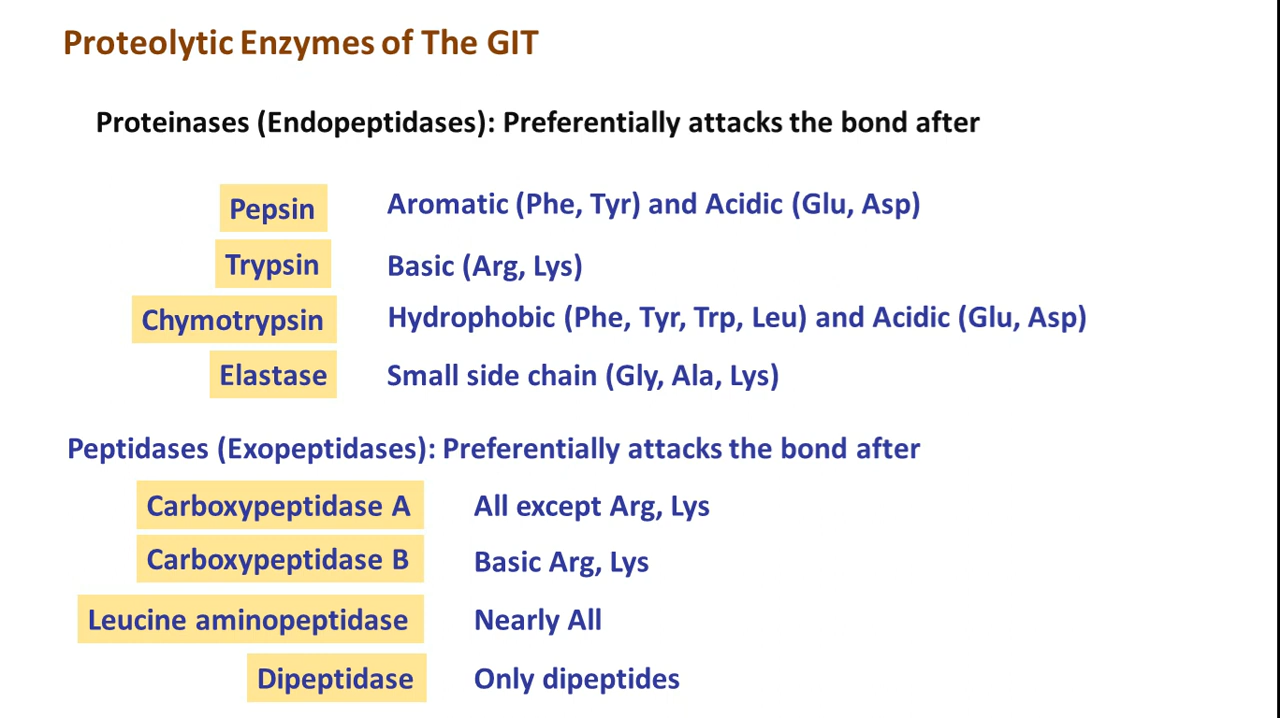 Proteolytic Enzymes of The GIT
Proteinases (Endopeptidases): Preferentially attacks the bond after
Pepsin Aromatic (Phe, Tyr) and Acidic (Glu, Asp)
Trypsin Basic (Arg, Lys)
Chymotrypsin Hydrophobic (Phe, Tyr, Trp, Leu) and Acidic (Glu, Asp)
Elastase Small side chain (Gly, Ala, Lys)
Peptidases (Exopeptidases): Preferentially attacks the bond after
Carboxypeptidase A All except Arg, Lys
Carboxypeptidase B Basic Arg, Lys
Leucine aminopeptidase Nearly All
Dipeptidase Only dipeptides